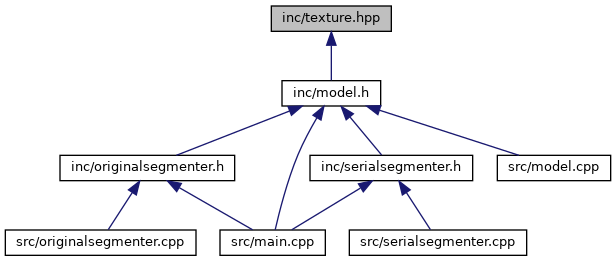 inc/texture.hpp
inc/model.h
inc/originalsegmenter.h
inc/serialsegmenter.h
src/model.cpp
src/originalsegmenter.cpp
src/main.cpp
src/serialsegmenter.cpp